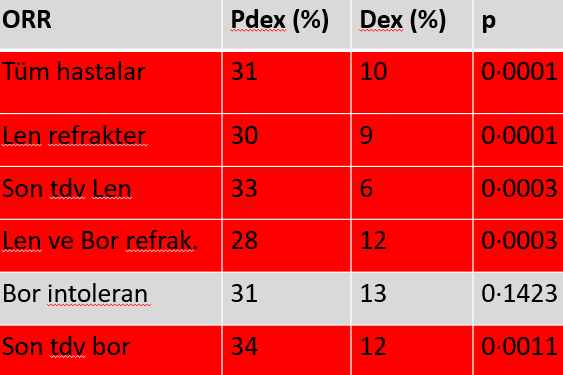 ORR Pdex (%) Dex (%) p
Tüm hastalar 31 10 0·0001
Len refrakter 30 9 0·0001
Son tdv Len 33 6 0·0003
Len ve Bor refrak. 28 12 0·0003
Bor intoleran 31 13 0·1423
Son tdv bor 34 12 0·0011